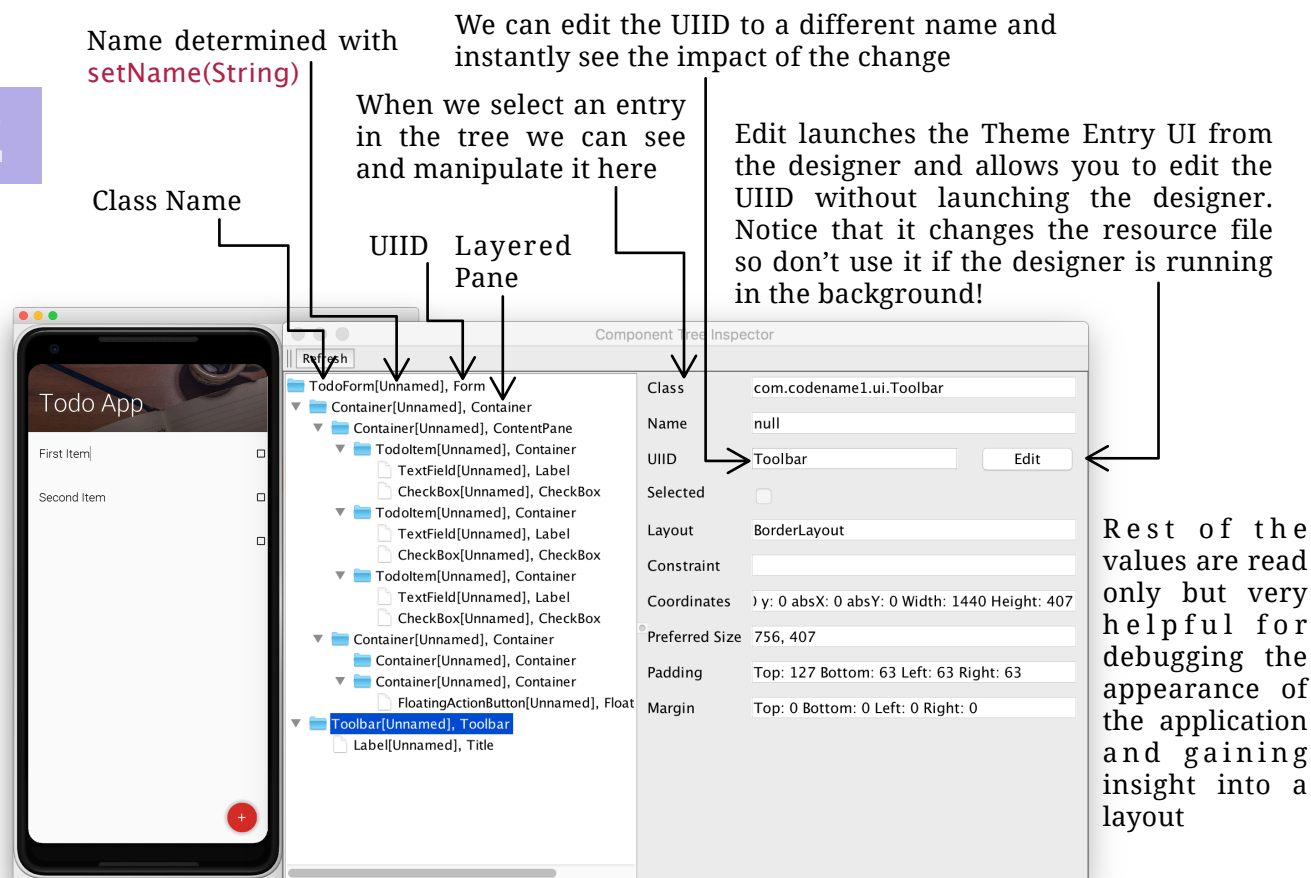 Name determined with
setName(String)
We can edit the UIID to a different name and
instantly see the impact of the change
When we select an entry
in the tree we can see
and manipulate it here
Edit launches the Theme Entry UI from
the designer and allows you to edit the
UIID without launching the designer.
Notice that it changes the resource file
so don’t use it if the designer is running
in the background!
Class Name
UIID
Layered
Pane
Todo App
First Item
Second Item
+
Component Tree Inspector
Refresh
TodoForm[Unnamed], Form
Container[Unnamed], Container
Container[Unnamed], ContentPane
TodoItem[Unnamed], Container
TextField[Unnamed], Label
CheckBox[Unnamed], CheckBox
TodoItem[Unnamed], Container
TextField[Unnamed], Label
CheckBox[Unnamed], CheckBox
TodoItem[Unnamed], Container
TextField[Unnamed], Label
CheckBox[Unnamed], CheckBox
Container[Unnamed], Container
Container[Unnamed], Container
Container[Unnamed], Container
FloatingActionButton[Unnamed], Float
Toolbar[Unnamed], Toolbar
Label[Unnamed], Title
Class com.codename1.ui.Toolbar
Name null
UIID Toolbar Edit
Selected
Layout BorderLayout
Constraint
Coordinates ) y: 0 absX: 0 absY: 0 Width: 1440 Height: 407
Preferred Size 756, 407
Padding Top: 127 Bottom: 63 Left: 63 Right: 63
Margin Top: 0 Bottom: 0 Left: 0 Right: 0
Rest of the
values are read
only but very
helpful for
debugging the
appearance of
the application
and gaining
insight into a
layout